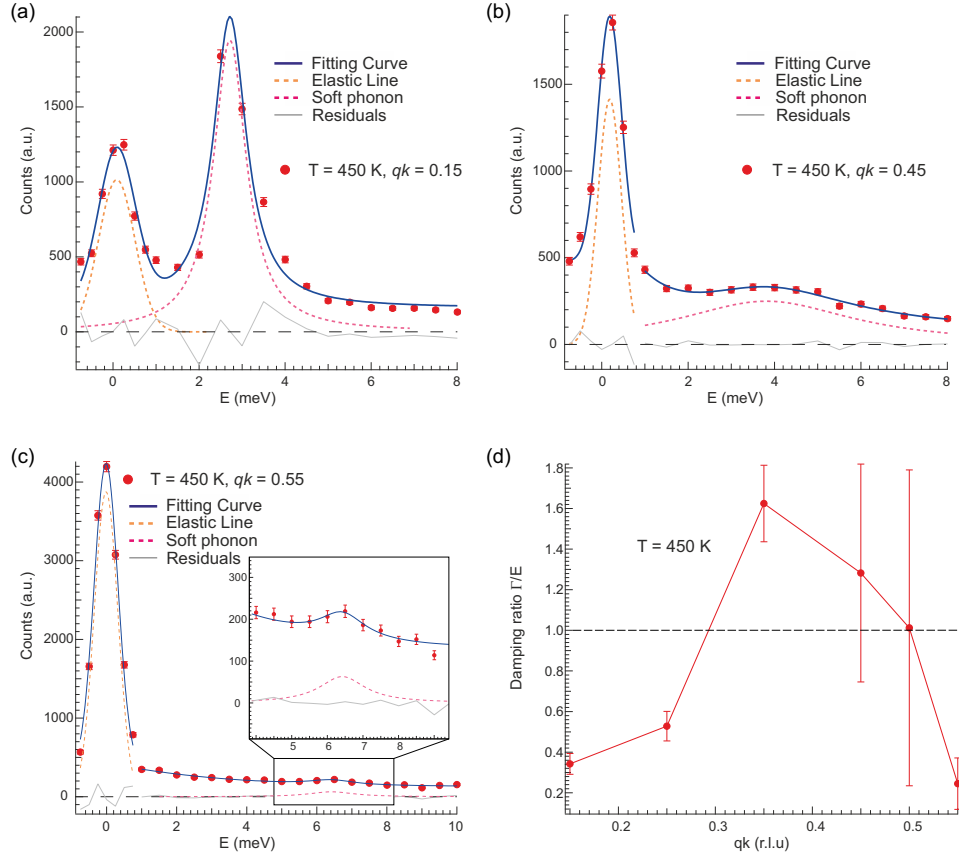 (a)
2000
1500
1000
500
0
Counts (a.u.)
Fitting Curve
Elastic Line
Soft phonon
Residuals
T = 450 K, qk = 0.15
0 2 4 6 8
E (meV)
(b)
1500
1000
500
0
Counts (a.u.)
Fitting Curve
Elastic Line
Soft phonon
Residuals
T = 450 K, qk = 0.45
0 2 4 6 8
E (meV)
(c)
T = 450 K, qk = 0.55
Fitting Curve
Elastic Line
Soft phonon
Residuals
4000
3000
2000
1000
0
Counts (a.u.)
300
200
100
0
5 6 7 8
0 2 4 6 8 10
E (meV)
(d)
1.8
1.6
1.4
1.2
1.0
0.8
0.6
0.4
0.2
Damping ratio Γ/E
T = 450 K
0.2 0.3 0.4 0.5
qk (r.l.u)